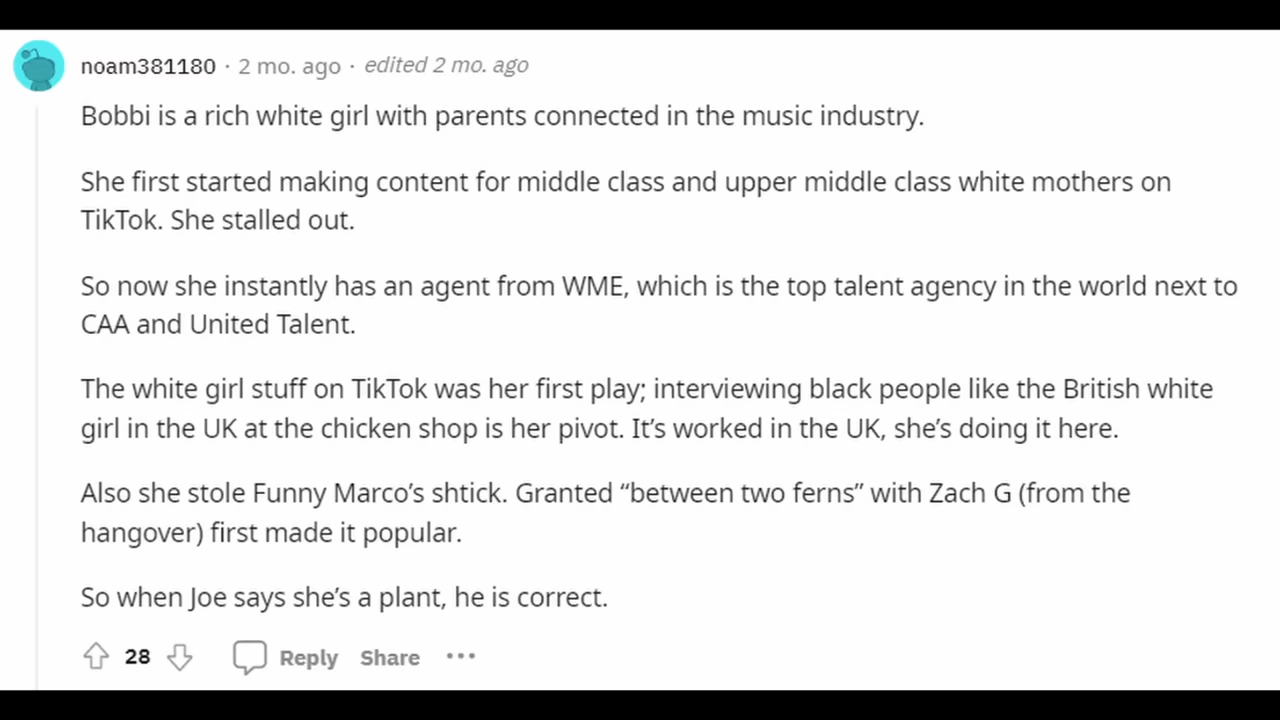 noam381180 · 2 mo. ago · edited 2 mo. ago
Bobbi is a rich white girl with parents connected in the music industry.
She first started making content for middle class and upper middle class white mothers on
TikTok. She stalled out.
So now she instantly has an agent from WME, which is the top talent agency in the world next to
CAA and United Talent.
The white girl stuff on TikTok was her first play; interviewing black people like the British white
girl in the UK at the chicken shop is her pivot. It’s worked in the UK, she’s doing it here.
Also she stole Funny Marco’s shtick. Granted “between two ferns” with Zach G (from the
hangover) first made it popular.
So when Joe says she’s a plant, he is correct.
28 Reply Share ···